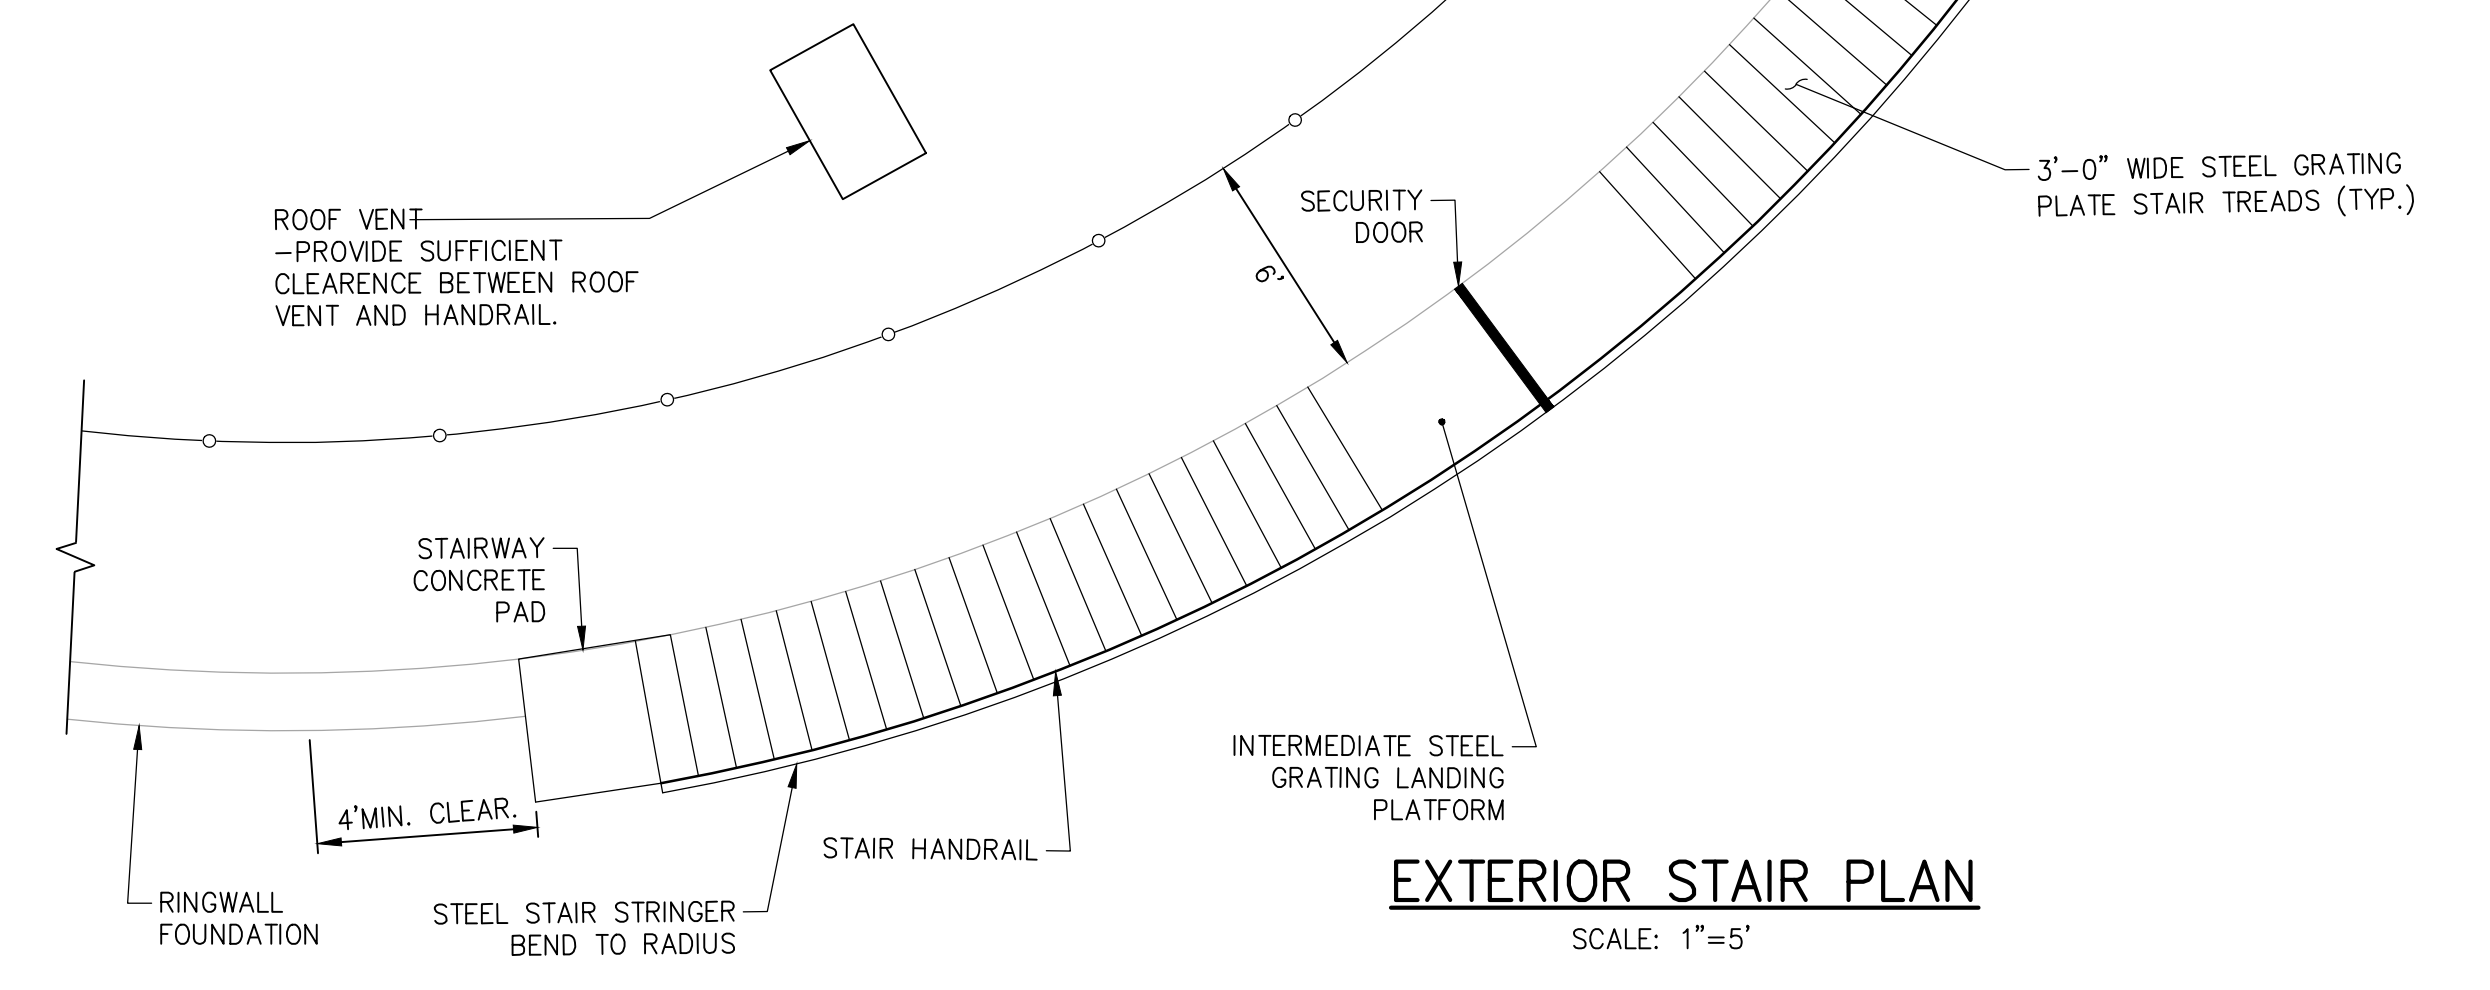 ROOF VENT
-PROVIDE SUFFICIENT
CLEARENCE BETWEEN ROOF
VENT AND HANDRAIL.
6'
SECURITY
DOOR
3'-0" WIDE STEEL GRATING
PLATE STAIR TREADS (TYP.)
STAIRWAY
CONCRETE
PAD
4'MIN. CLEAR.
RINGWALL
FOUNDATION
STEEL STAIR STRINGER
BEND TO RADIUS
STAIR HANDRAIL
INTERMEDIATE STEEL
GRATING LANDING
PLATFORM
EXTERIOR STAIR PLAN
SCALE: 1"=5'